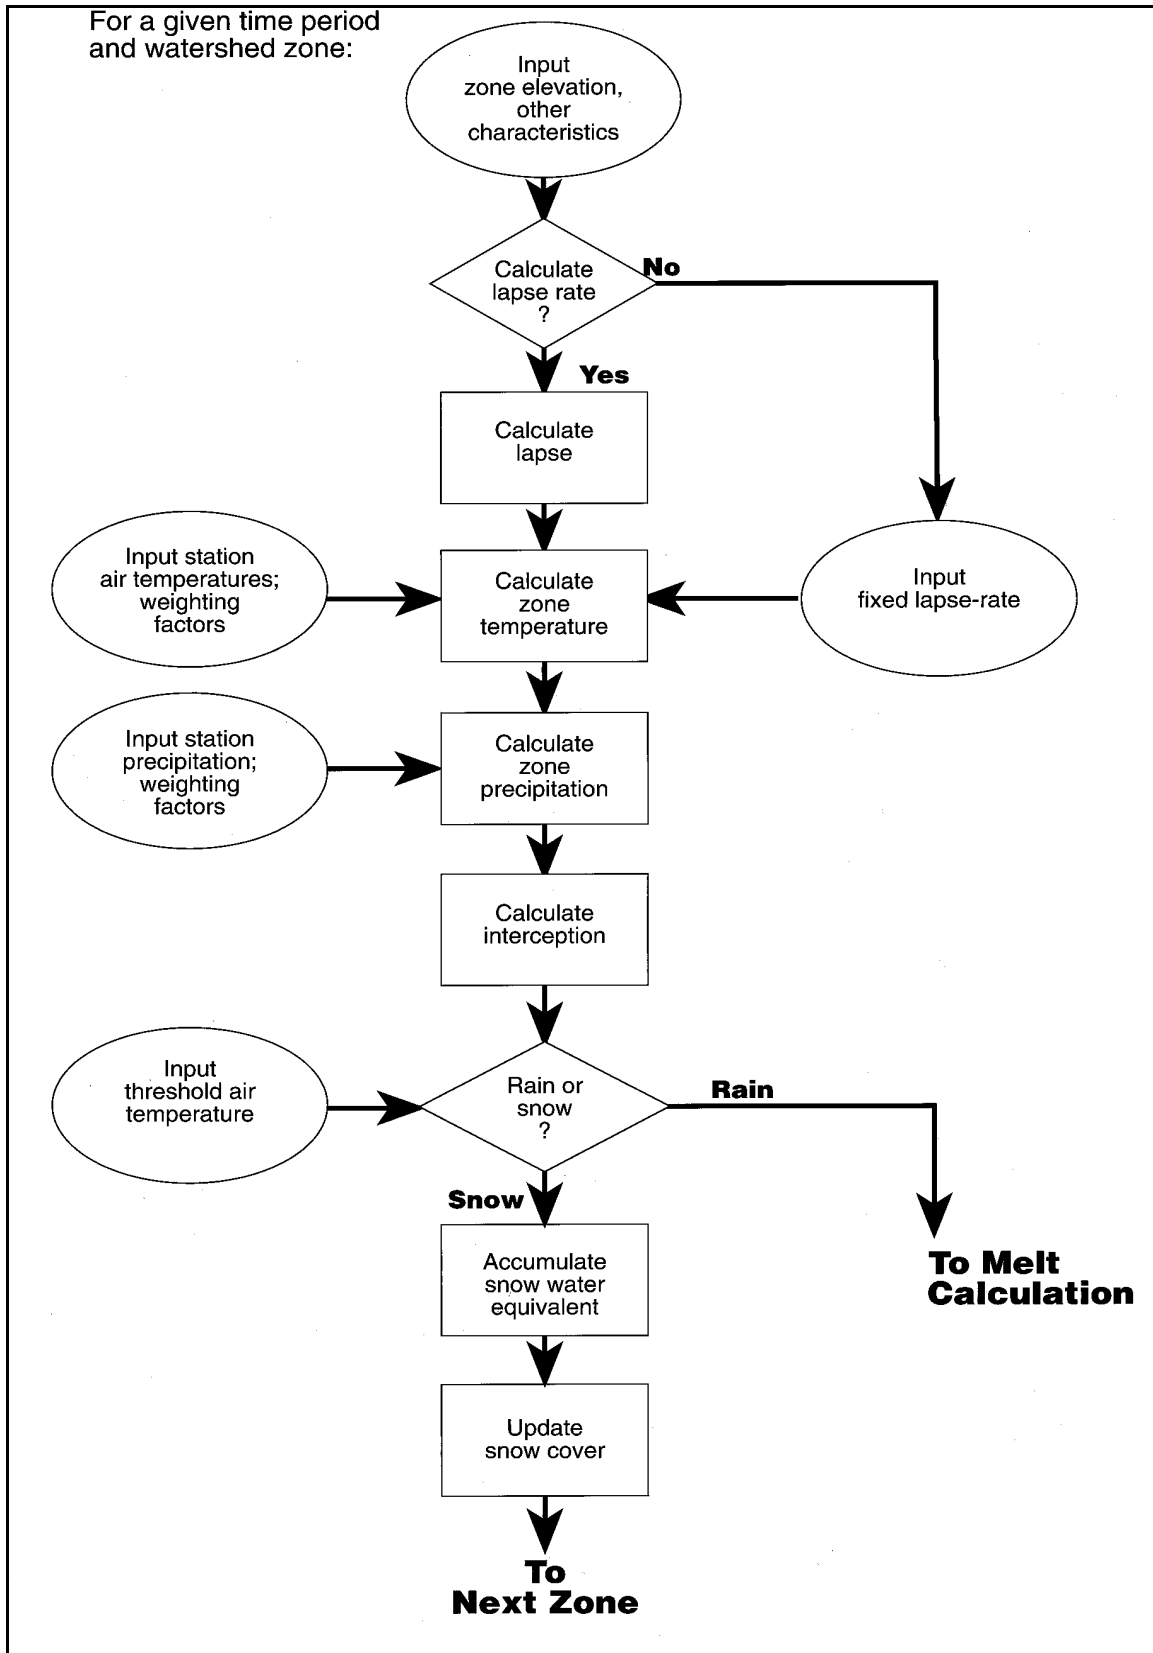 For a given time period
and watershed zone:
Input
zone elevation,
other
characteristics
Calculate
lapse rate
?
No
Yes
Calculate
lapse
Input station
air temperatures;
weighting
factors
Calculate
zone
temperature
Input
fixed lapse-rate
Input station
precipitation;
weighting
factors
Calculate
zone
precipitation
Calculate
interception
Input
threshold air
temperature
Rain or
snow
?
Rain
Snow
To Melt
Calculation
Accumulate
snow water
equivalent
Update
snow cover
To
Next Zone